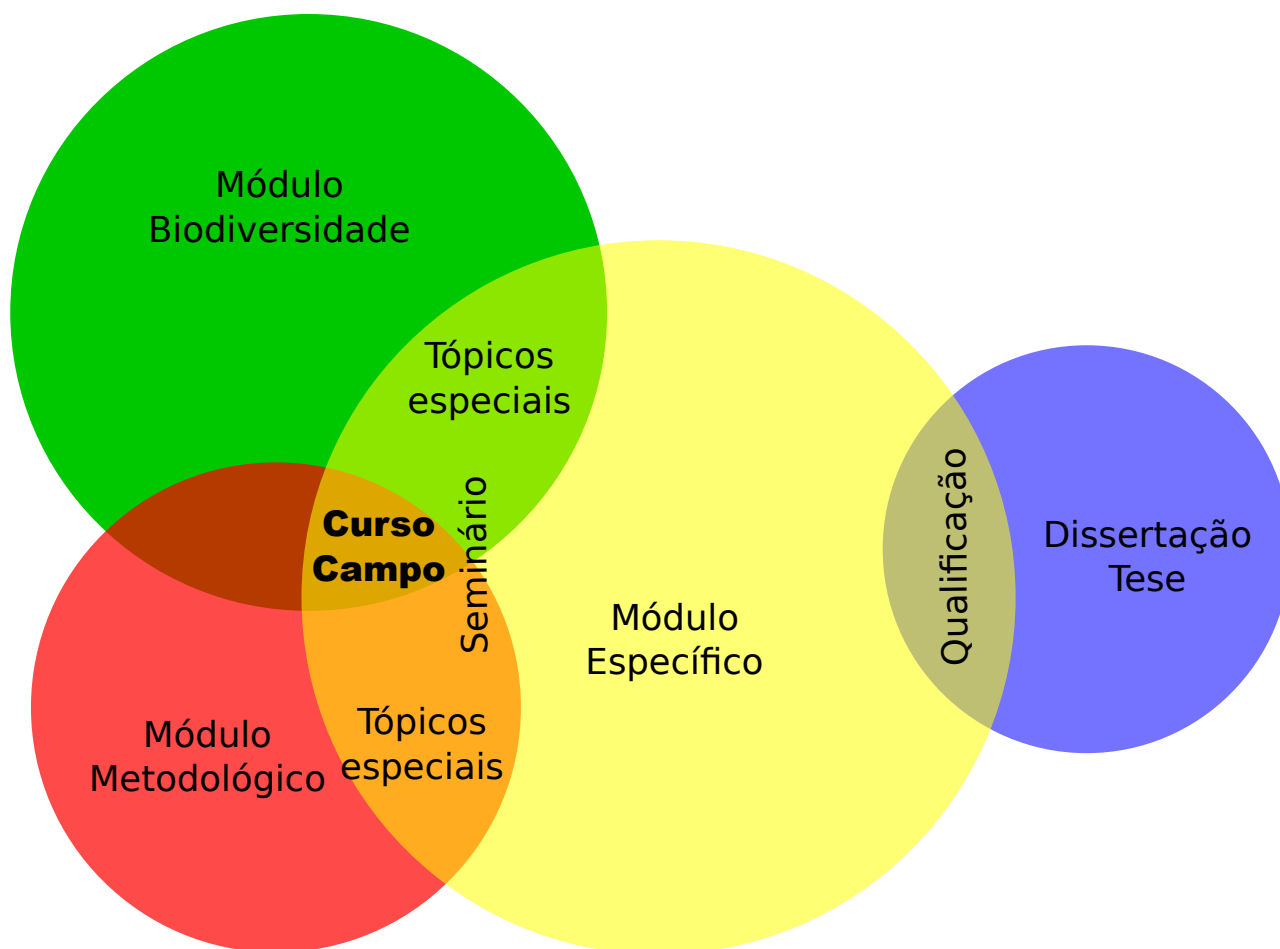 Módulo
Biodiversidade
Tópicos
especiais
Curso
Campo
Seminário
Módulo
Específico
Qualificação
Dissertação
Tese
Módulo
Metodológico
Tópicos
especiais